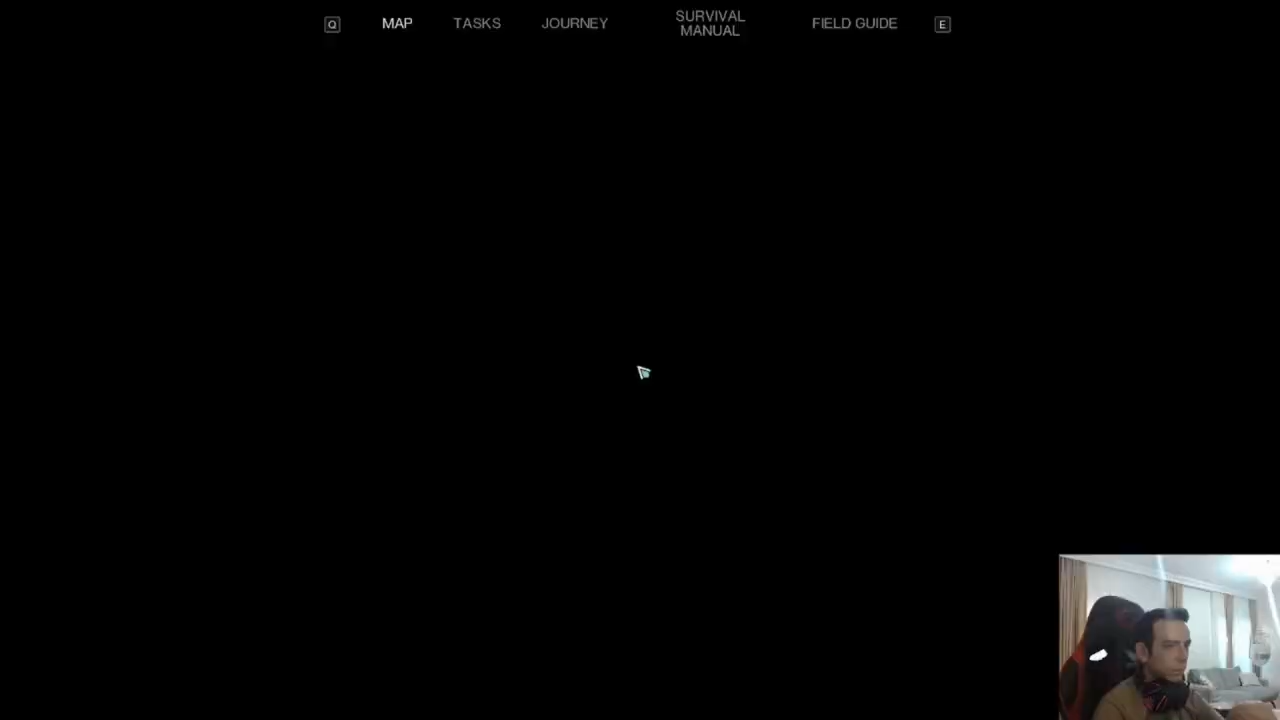 Q
MAP
TASKS
JOURNEY
SURVIVAL
MANUAL
FIELD GUIDE
E